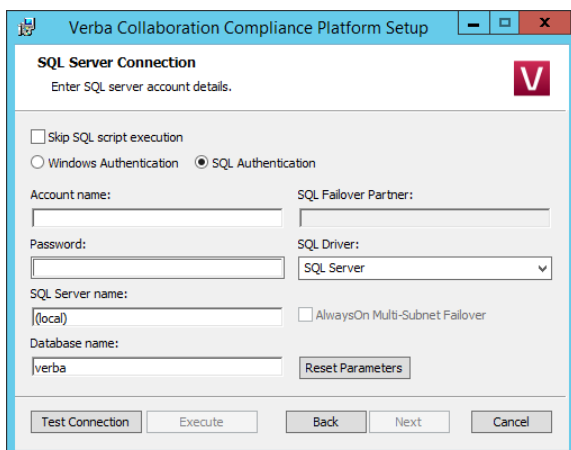 Verba Collaboration Compliance Platform Setup
SQL Server Connection
Enter SQL server account details.
V
Skip SQL script execution
Windows Authentication SQL Authentication
Account name: SQL Failover Partner:
Password: SQL Driver:
SQL Server
SQL Server name:
(local) AlwaysOn Multi-Subnet Failover
Database name:
verba Reset Parameters
Test Connection Execute Back Next Cancel